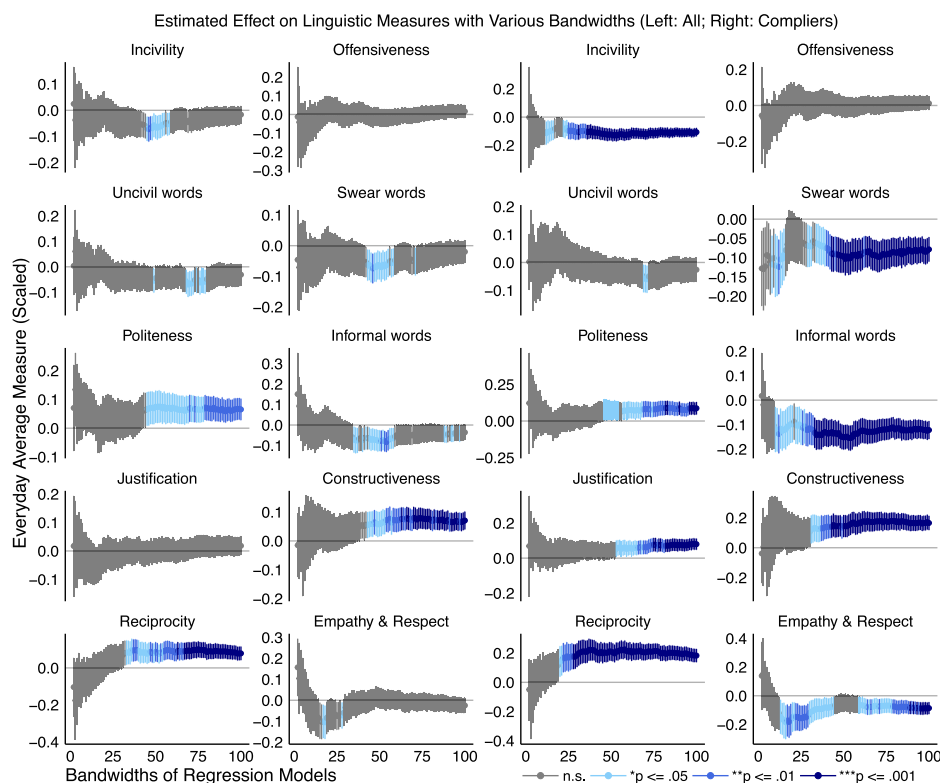 Estimated Effect on Linguistic Measures with Various Bandwidths (Left: All; Right: Compliers)
Incivility Offensiveness Incivility Offensiveness
0.1 0.0 −0.1 −0.2
0.2 0.1 0.0 −0.1 −0.2 −0.3
0.2 0.0 −0.2
0.2 0.0 −0.2
Uncivil words Swear words Uncivil words Swear words
0.2 0.1 0.0 −0.1
0.1 0.0 −0.1 −0.2
0.2 0.1 0.0 −0.1
0.00 −0.05 −0.10 −0.15 −0.20
Everyday Average Measure (Scaled)
Politeness Informal words Politeness Informal words
0.2 0.1 0.0 −0.1
0.3 0.2 0.1 0.0 −0.1
0.25 0.00 −0.25
0.2 0.1 0.0 −0.1 −0.2
Justification Constructiveness Justification Constructiveness
0.2 0.1 0.0 −0.1
0.1 0.0 −0.1 −0.2
0.2 0.0 −0.2
0.2 0.0 −0.2
Reciprocity Empathy & Respect Reciprocity Empathy & Respect
0.0 −0.2 −0.4
0.3 0.2 0.1 0.0 −0.1 −0.2
0.2 0.0 −0.2 −0.4
0.4 0.2 0.0 −0.2
0 25 50 75 100 0 25 50 75 100 0 25 50 75 100 0 25 50 75 100
Bandwidths of Regression Models
n.s. *p <= .05 **p <= .01 ***p <= .001